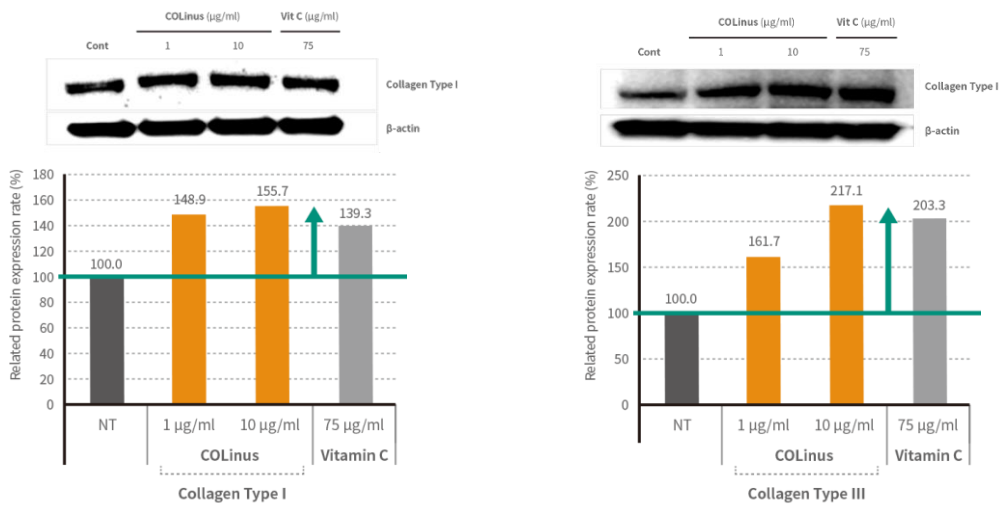 COLinus (μg/ml) Vit C (μg/ml)
Cont 1 10 75
Collagen Type I
β-actin
Related protein expression rate (%)
180
160
140
120
100
80
60
40
20
0
100.0
148.9
155.7
139.3
NT 1 μg/ml 10 μg/ml 75 μg/ml
COLinus Vitamin C
Collagen Type I
COLinus (μg/ml) Vit C (μg/ml)
Cont 1 10 75
Collagen Type I
β-actin
Related protein expression rate (%)
250
200
150
100
50
0
100.0
161.7
217.1
203.3
NT 1 μg/ml 10 μg/ml 75 μg/ml
COLinus Vitamin C
Collagen Type III